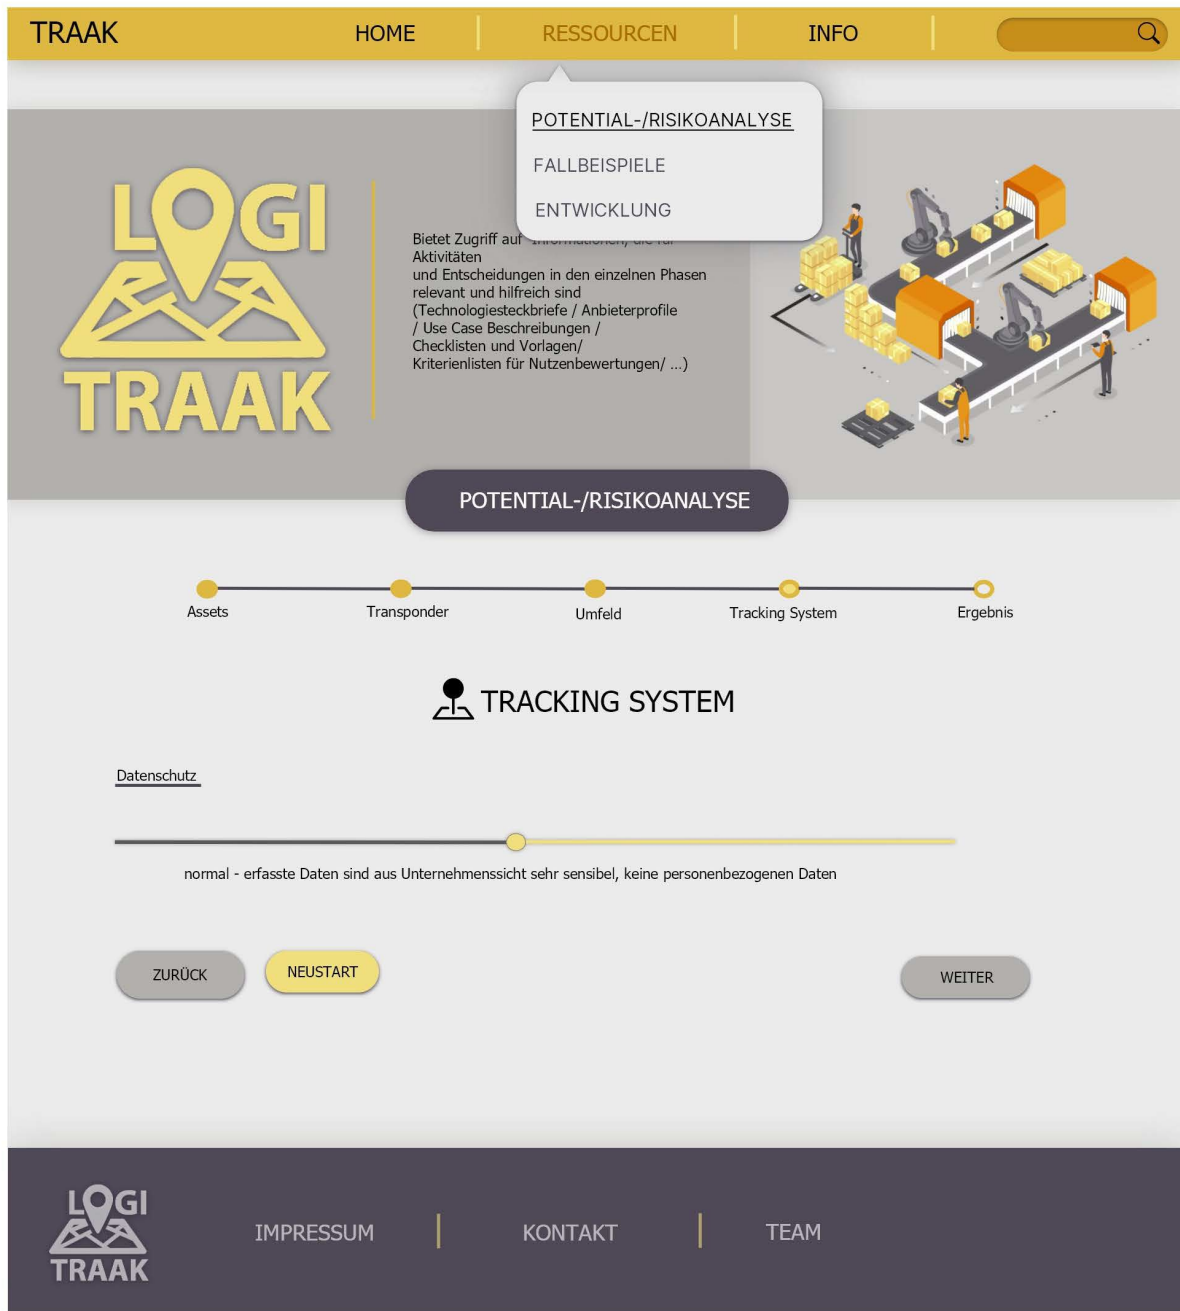 TRAAK
HOME
RESSOURCEN
INFO
POTENTIAL-/RISIKOANALYSE
FALLBEISPIELE
ENTWICKLUNG
LOGI
TRAAK
Bietet Zugriff auf Informationen, die für
Aktivitäten
und Entscheidungen in den einzelnen Phasen
relevant und hilfreich sind
(Technologiesteckbriefe / Anbieterprofile
/ Use Case Beschreibungen /
Checklisten und Vorlagen/
Kriterienlisten für Nutzenbewertungen/ ...)
POTENTIAL-/RISIKOANALYSE
Assets
Transponder
Umfeld
Tracking System
Ergebnis
TRACKING SYSTEM
Datenschutz
normal - erfasste Daten sind aus Unternehmenssicht sehr sensibel, keine personenbezogenen Daten
ZURÜCK
NEUSTART
WEITER
LOGI
TRAAK
IMPRESSUM
KONTAKT
TEAM